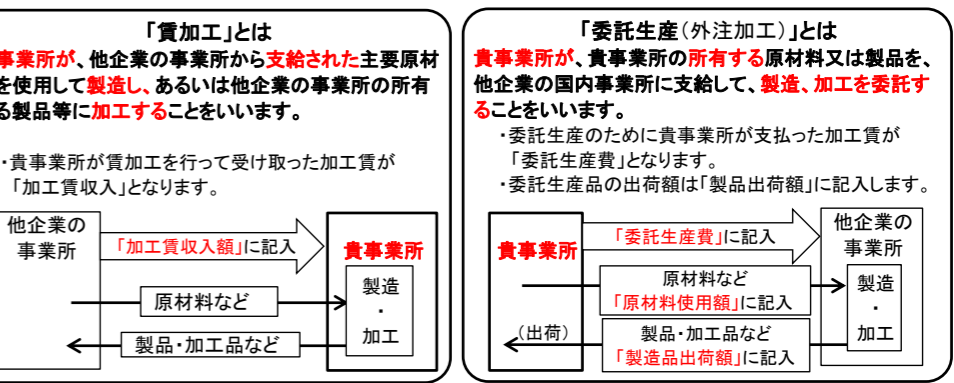 「賃加工」とは
事業所が、他企業の事業所から支給された主要原材
を使用して製造し、あるいは他企業の事業所の所有
る製品等に加工することをいいます。
・貴事業所が賃加工を行って受け取った加工賃が
「加工賃収入」となります。
他企業の
事業所
「加工賃収入額」に記入
貴事業所
原材料など
製造
・
加工
製品・加工品など
「委託生産（外注加工）」とは
貴事業所が、貴事業所の所有する原材料又は製品を、
他企業の国内事業所に支給して、製造、加工を委託す
ることをいいます。
・委託生産のために貴事業所が支払った加工賃が
「委託生産費」となります。
・委託生産品の出荷額は「製品出荷額」に記入します。
貴事業所
「委託生産費」に記入
他企業の
事業所
原材料など
「原材料使用額」に記入
製造
・
加工
（出荷）
製品・加工品など
「製造品出荷額」に記入